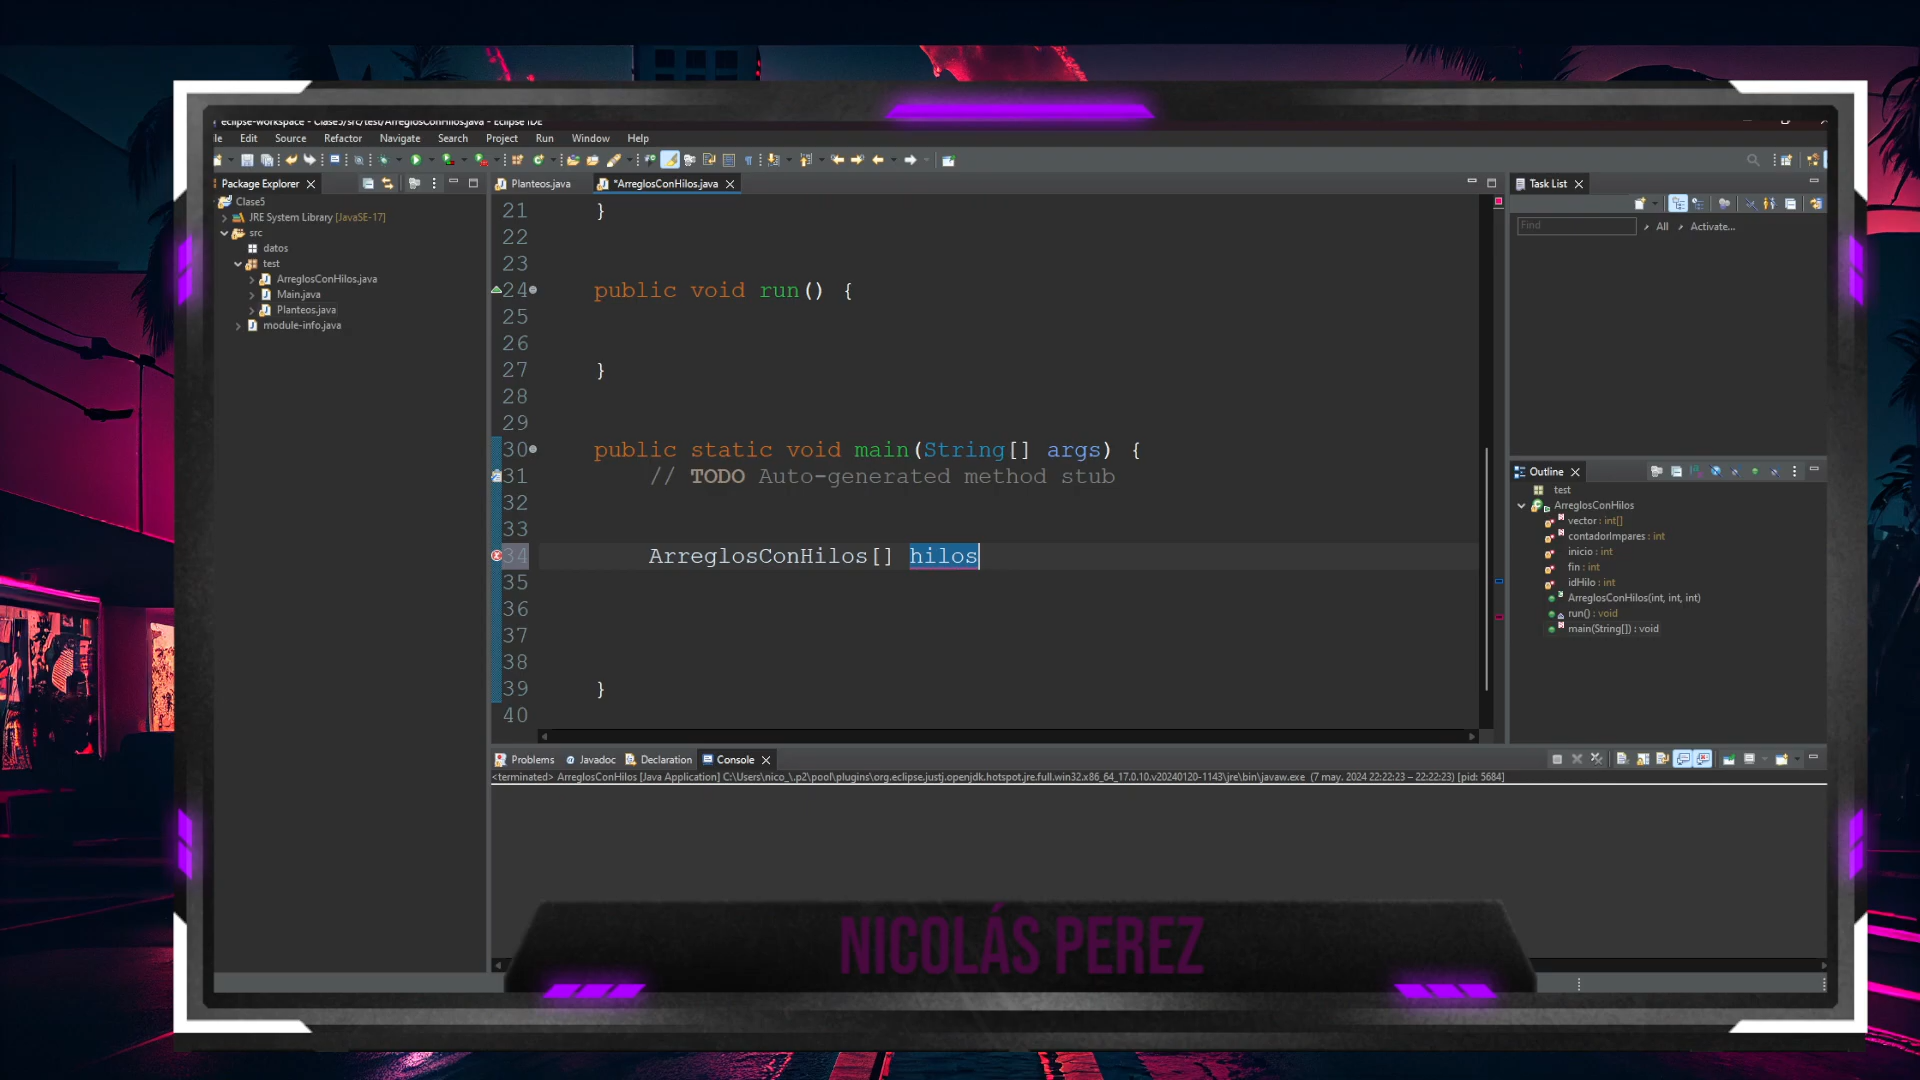 eclipse-workspace - Clase5/src/test/ArreglosConHilos.java - Eclipse IDE
le Edit Source Refactor Navigate Search Project Run Window Help
Package Explorer
Clase5
JRE System Library [JavaSE-17]
src
datos
test
ArreglosConHilos.java
Main.java
Planteos.java
module-info.java
Planteos.java *ArreglosConHilos.java
21 }
22
23
24 public void run() {
25
26
27 }
28
29
30 public static void main(String[] args) {
31 // TODO Auto-generated method stub
32
33
34 ArreglosConHilos[] hilos
35
36
37
38
39 }
40
Task List
Find All Activate...
Outline
test
ArreglosConHilos
vector : int[]
contadorImpares : int
inicio : int
fin : int
idHilo : int
ArreglosConHilos(int, int, int)
run() : void
main(String[]) : void
Problems Javadoc Declaration Console
<terminated> ArreglosConHilos [Java Application] C:\Users\nico_\.p2\pool\plugins\org.eclipse.justj.openjdk.hotspot.jre.full.win32.x86_64_17.0.10.v20240120-1143\jre\bin\javaw.exe (7 may. 2024 22:22:23 – 22:22:23) [pid: 5684]
NICOLÁS PEREZ